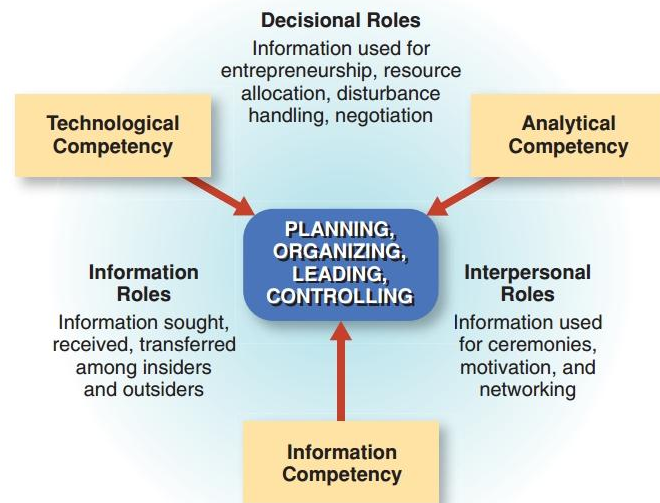 Decisional Roles
Information used for
entrepreneurship, resource
allocation, disturbance
handling, negotiation
Technological
Competency
Analytical
Competency
PLANNING,
ORGANIZING,
LEADING,
CONTROLLING
Information
Roles
Information sought,
received, transferred
among insiders
and outsiders
Interpersonal
Roles
Information used
for ceremonies,
motivation, and
networking
Information
Competency